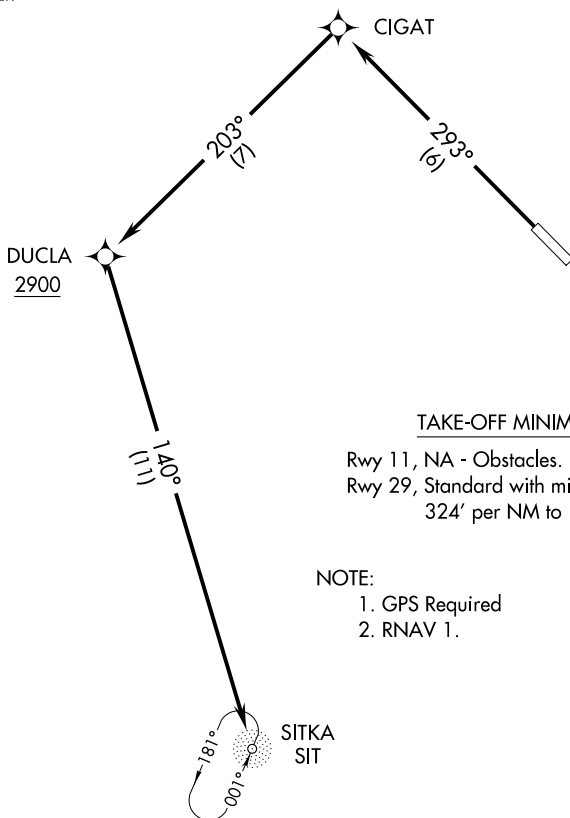 CIGAT
203°
(7)
293°
(6)
DUCLA
2900
140°
(11)
TAKE-OFF MINIM
Rwy 11, NA - Obstacles.
Rwy 29, Standard with mi
324' per NM to
NOTE:
1. GPS Required
2. RNAV 1.
SITKA
SIT
181°
001°